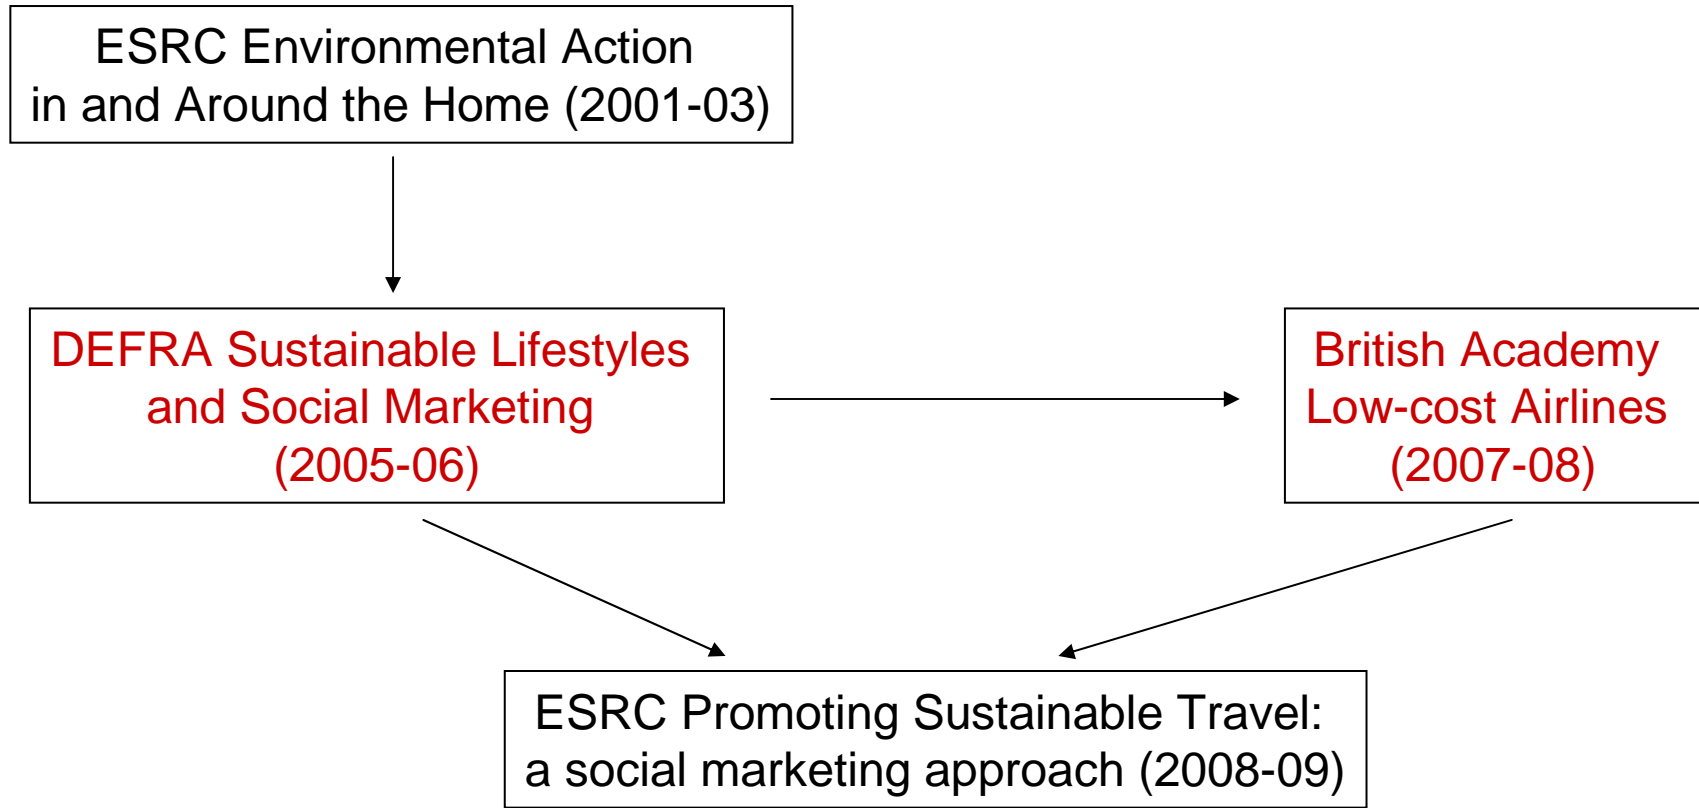 ESRC Environmental Action
in and Around the Home (2001-03)
DEFRA Sustainable Lifestyles
and Social Marketing
(2005-06)
British Academy
Low-cost Airlines
(2007-08)
ESRC Promoting Sustainable Travel:
a social marketing approach (2008-09)